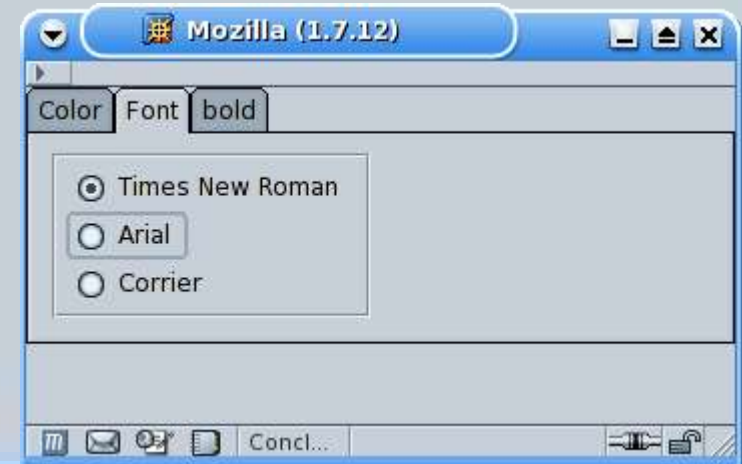 Mozilla (1.7.12)
Color Font bold
Times New Roman
Arial
Corrier
Concl...